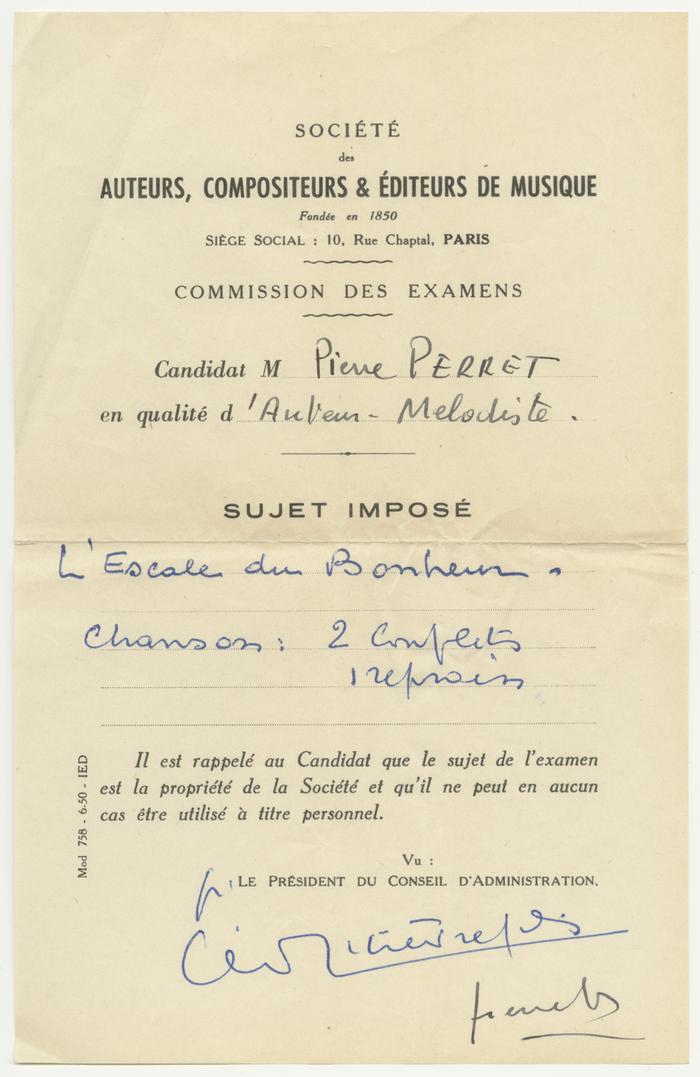 SOCIÉTÉ
des
AUTEURS, COMPOSITEURS & ÉDITEURS DE MUSIQUE
Fondée en 1850
SIÈGE SOCIAL : 10, Rue Chaptal, PARIS
COMMISSION DES EXAMENS
Candidat M Pierre PERRET
en qualité d 'Auteur - Melodiste .
SUJET IMPOSÉ
L'Escale du Bonheur .
Chanson : 2 Couplets
1 refrain
Il est rappelé au Candidat que le sujet de l'examen
est la propriété de la Société et qu'il ne peut en aucun
cas être utilisé à titre personnel.
Mod 758 - 6-50 - IED
Vu :
LE PRÉSIDENT DU CONSEIL D'ADMINISTRATION.